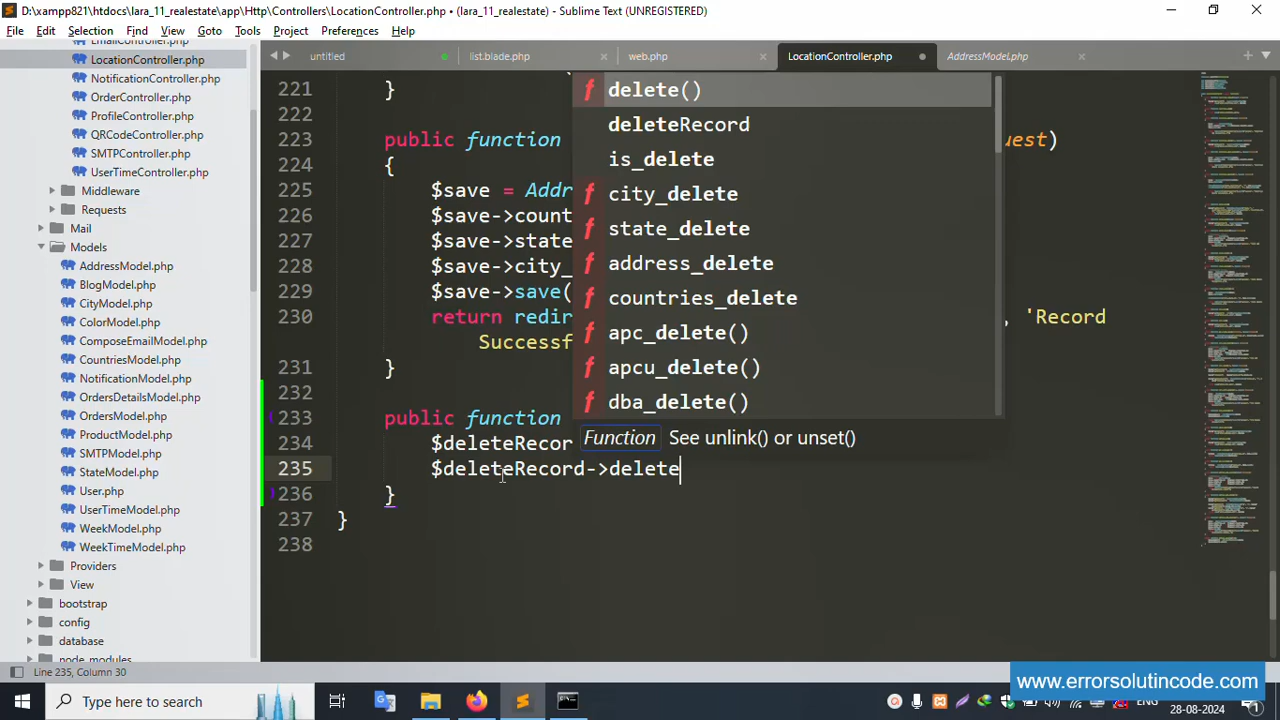 D:\xampp821\htdocs\lara_11_realestate\app\Http\Controllers\LocationController.php • (lara_11_realestate) - Sublime Text (UNREGISTERED)
File Edit Selection Find View Goto Tools Project Preferences Help
untitled list.blade.php web.php LocationController.php AddressModel.php
LocationController.php
NotificationController.php
OrderController.php
ProfileController.php
QRCodeController.php
SMTPController.php
UserTimeController.php
Middleware
Requests
Mail
Models
AddressModel.php
BlogModel.php
CityModel.php
ColorModel.php
ComposeEmailModel.php
CountriesModel.php
NotificationModel.php
OrdersDetailsModel.php
OrdersModel.php
ProductModel.php
SMTPModel.php
StateModel.php
User.php
UserTimeModel.php
WeekModel.php
WeekTimeModel.php
Providers
View
bootstrap
config
database
node_modules
221 }
222
223 public function uest)
224 {
225 $save = Addr
226 $save->count
227 $save->state
228 $save->city_
229 $save->save(
230 return redir , 'Record
Successf
231 }
232
233 public function
234 $deleteRecor
235 $deleteRecord->delete
236 }
237 }
238
delete()
deleteRecord
is_delete
city_delete
state_delete
address_delete
countries_delete
apc_delete()
apcu_delete()
dba_delete()
Function See unlink() or unset()
Line 235, Column 30
www.errorsolutincode.com
Type here to search
ENG
28-08-2024